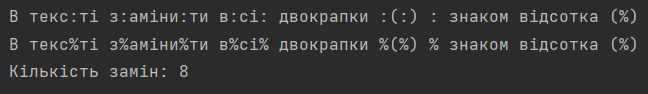 В текс:ті з:аміни:ти в:сі: двокрапки :(:) : знаком відсотка (%)
В текс%ті з%аміни%ти в%сі% двокрапки %(%) % знаком відсотка (%)
Кількість замін: 8